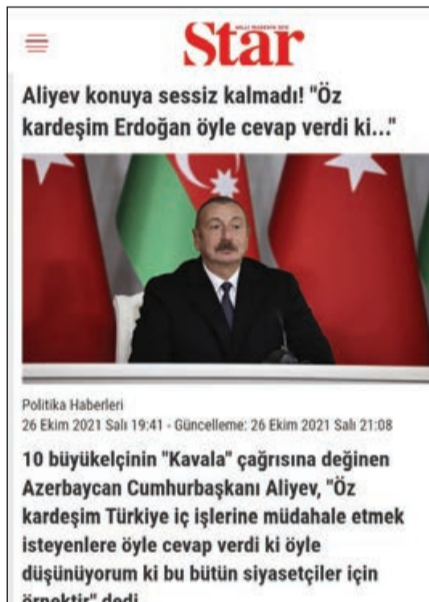 Star
Aliyev konuya sessiz kalmadı! "Öz
kardeşim Erdoğan öyle cevap verdi ki..."
Politika Haberleri
26 Ekim 2021 Salı 19:41 - Güncelleme: 26 Ekim 2021 Salı 21:08
10 büyükelçinin "Kavala" çağrısına değinen
Azerbaycan Cumhurbaşkanı Aliyev, "Öz
kardeşim Türkiye iç işlerine müdahale etmek
isteyenlere öyle cevap verdi ki öyle
düşünüyorum ki bu bütün siyasetçiler için
örnektir" dedi